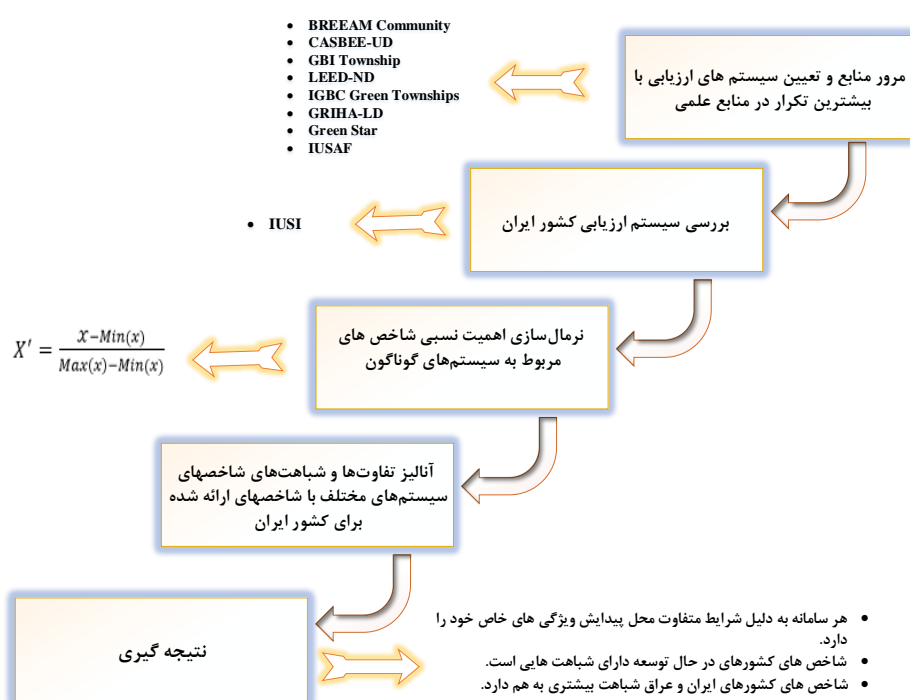 • BREEAM Community
• CASBEE-UD
• GBI Township
• LEED-ND
• IGBC Green Townships
• GRIHA-LD
• Green Star
• IUSAF
مرور منابع و تعیین سیستم های ارزیابی با
بیشترین تکرار در منابع علمی
بررسی سیستم ارزیابی کشور ایران
• IUSI
نرمال‌سازی اهمیت نسبی شاخص های
مربوط به سیستم‌های گوناگون
X′ = (x−Min(x))/(Max(x)−Min(x))
آنالیز تفاوت‌ها و شباهت‌های شاخصهای
سیستم‌های مختلف با شاخصهای ارائه شده
برای کشور ایران
نتیجه گیری
• هر سامانه به دلیل شرایط متفاوت محل پیدایش ویژگی های خاص خود را
دارد.
• شاخص های کشورهای در حال توسعه دارای شباهت هایی است.
• شاخص های کشورهای ایران و عراق شباهت بیشتری به هم دارد.